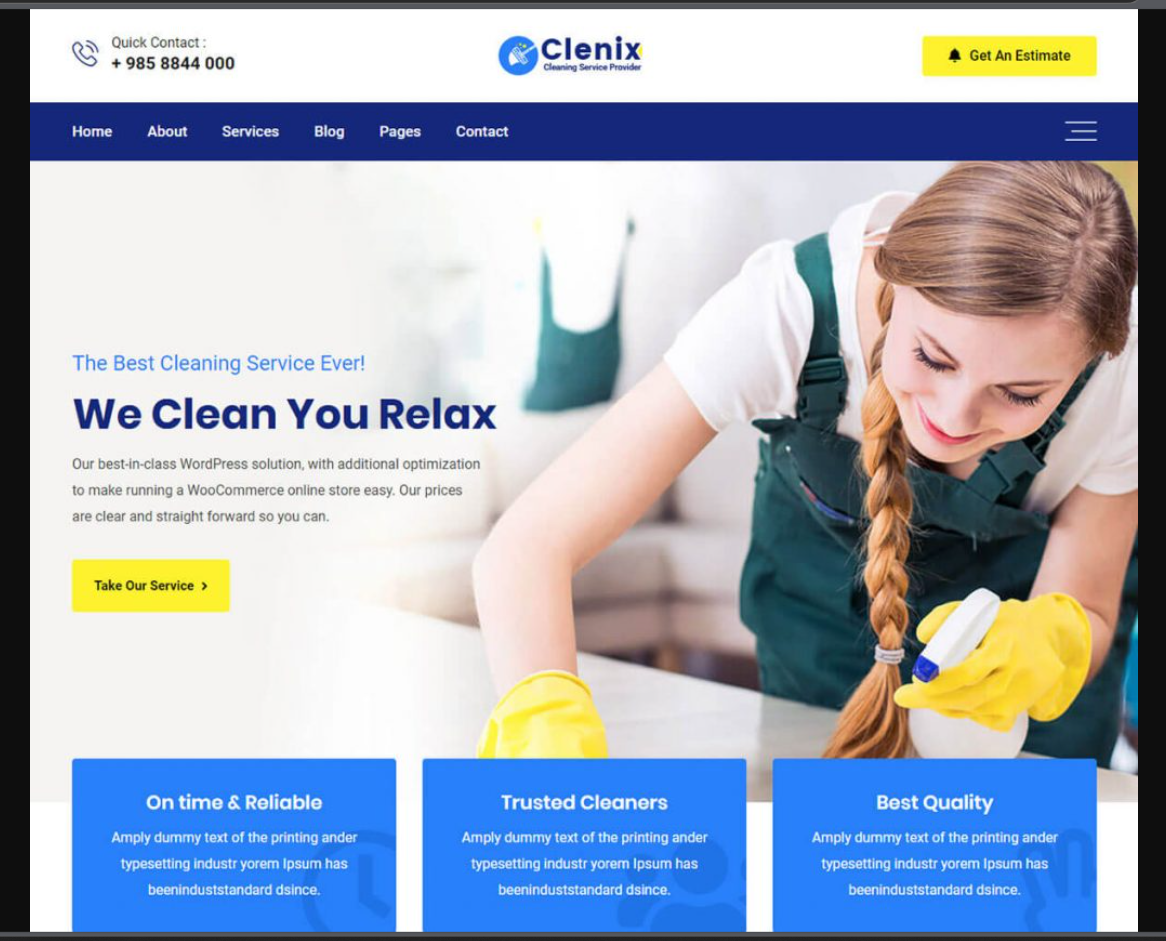 Quick Contact :
+ 985 8844 000
Clenix
Cleaning Service Provider
Get An Estimate
Home About Services Blog Pages Contact
The Best Cleaning Service Ever!
We Clean You Relax
Our best-in-class WordPress solution, with additional optimization
to make running a WooCommerce online store easy. Our prices
are clear and straight forward so you can.
Take Our Service >
On time & Reliable
Amply dummy text of the printing ander
typesetting industr yorem Ipsum has
beeninduststandard dsince.
Trusted Cleaners
Amply dummy text of the printing ander
typesetting industr yorem Ipsum has
beeninduststandard dsince.
Best Quality
Amply dummy text of the printing ander
typesetting industr yorem Ipsum has
beeninduststandard dsince.